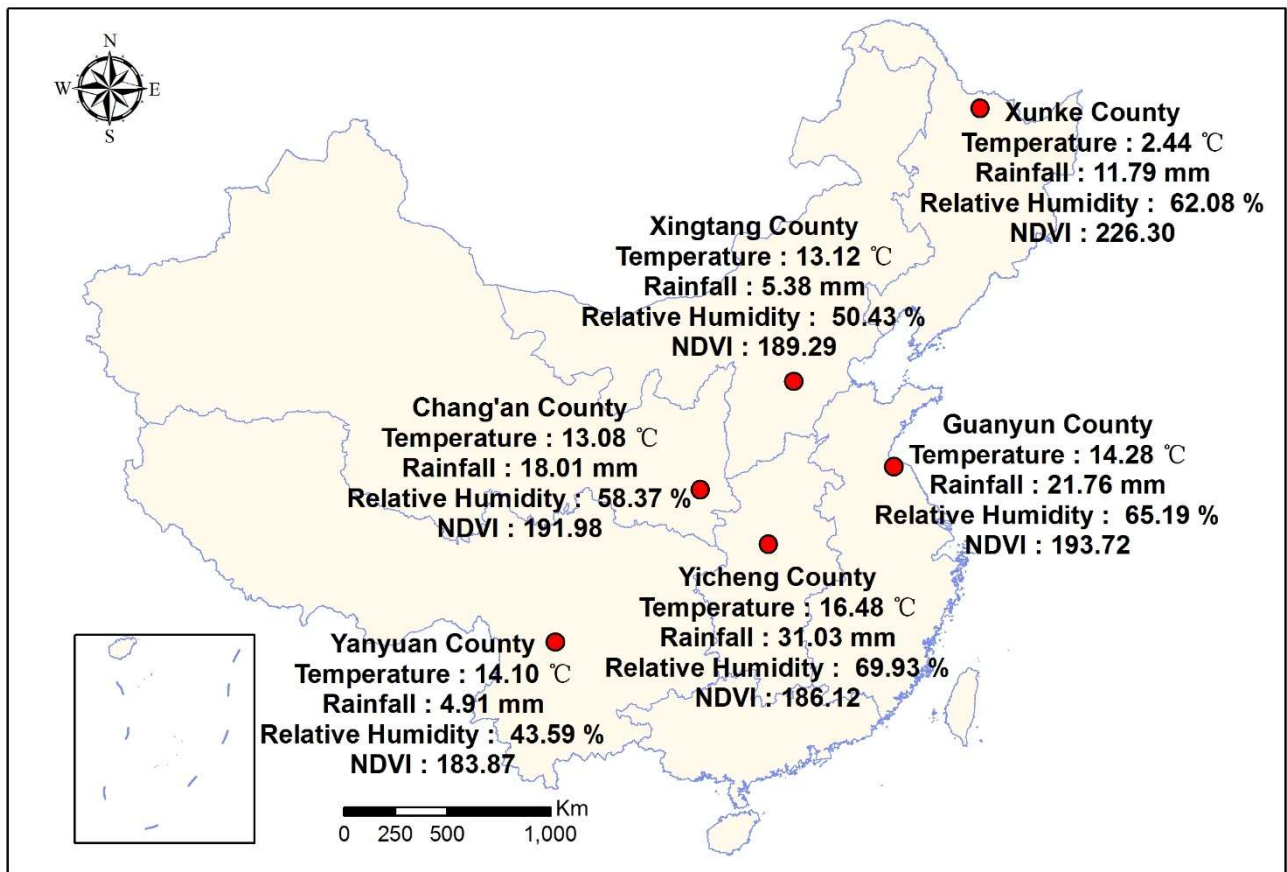 N
W
E
S
Xunke County
Temperature : 2.44 ℃
Rainfall : 11.79 mm
Relative Humidity : 62.08 %
NDVI : 226.30
Xingtang County
Temperature : 13.12 ℃
Rainfall : 5.38 mm
Relative Humidity : 50.43 %
NDVI : 189.29
Chang'an County
Temperature : 13.08 ℃
Rainfall : 18.01 mm
Relative Humidity : 58.37 %
NDVI : 191.98
Guanyun County
Temperature : 14.28 ℃
Rainfall : 21.76 mm
Relative Humidity : 65.19 %
NDVI : 193.72
Yicheng County
Temperature : 16.48 ℃
Rainfall : 31.03 mm
Relative Humidity : 69.93 %
NDVI : 186.12
Yanyuan County
Temperature : 14.10 ℃
Rainfall : 4.91 mm
Relative Humidity : 43.59 %
NDVI : 183.87
Km
0 250 500 1,000